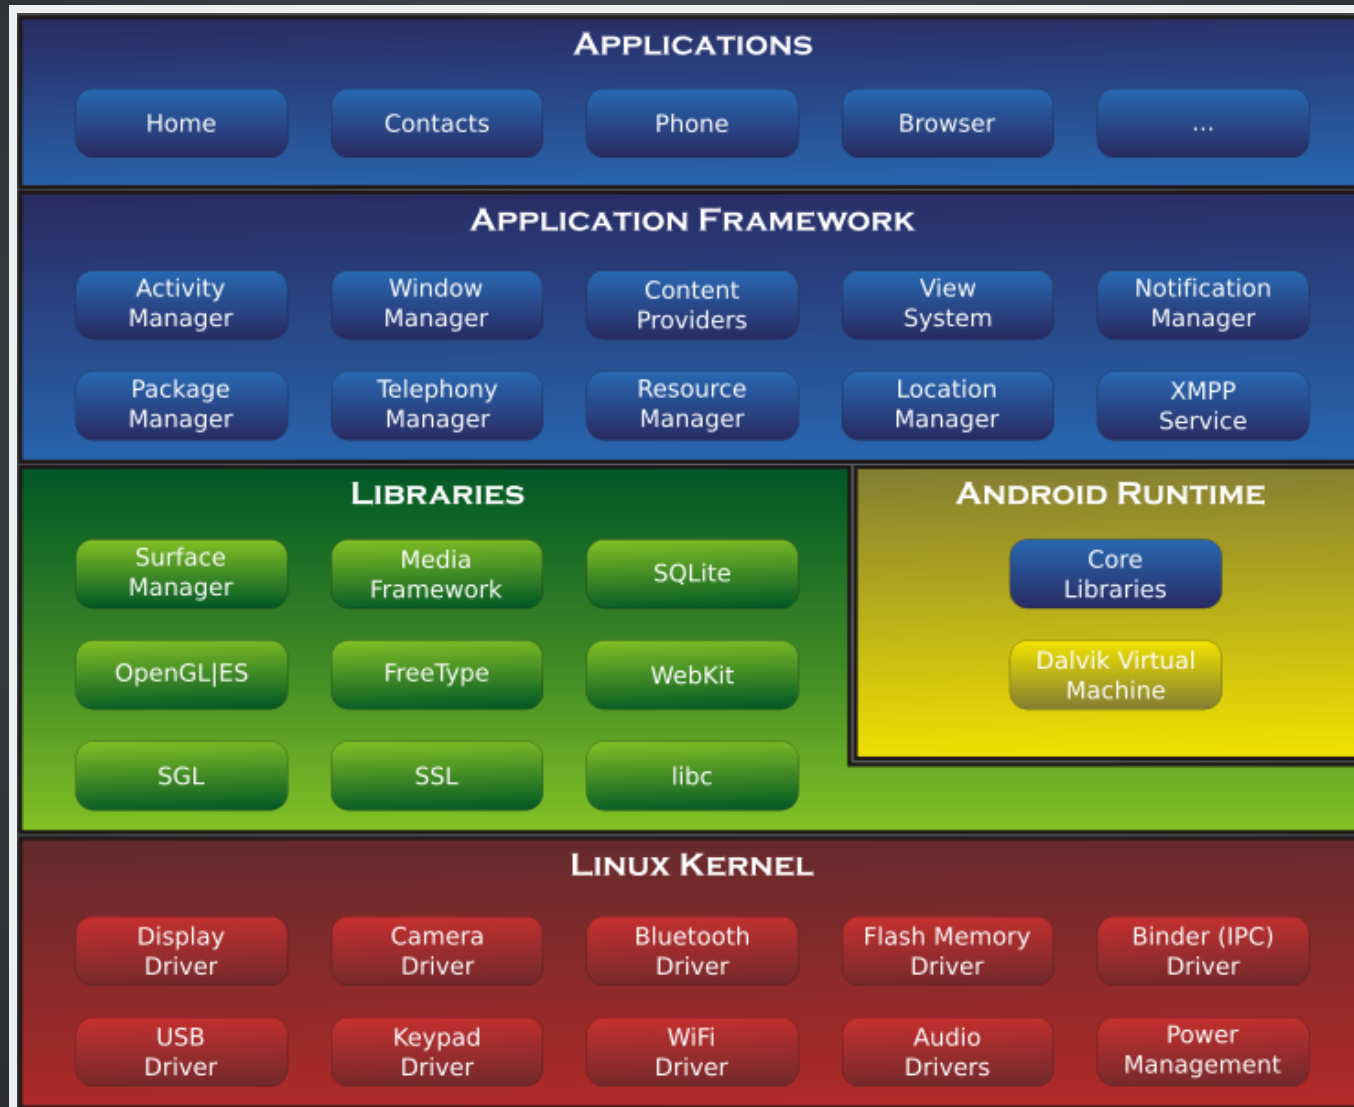 APPLICATIONS
Home
Contacts
Phone
Browser
...
APPLICATION FRAMEWORK
Activity
Manager
Window
Manager
Content
Providers
View
System
Notification
Manager
Package
Manager
Telephony
Manager
Resource
Manager
Location
Manager
XMPP
Service
LIBRARIES
Surface
Manager
Media
Framework
SQLite
OpenGL|ES
FreeType
WebKit
SGL
SSL
libc
ANDROID RUNTIME
Core
Libraries
Dalvik Virtual
Machine
LINUX KERNEL
Display
Driver
Camera
Driver
Bluetooth
Driver
Flash Memory
Driver
Binder (IPC)
Driver
USB
Driver
Keypad
Driver
WiFi
Driver
Audio
Drivers
Power
Management